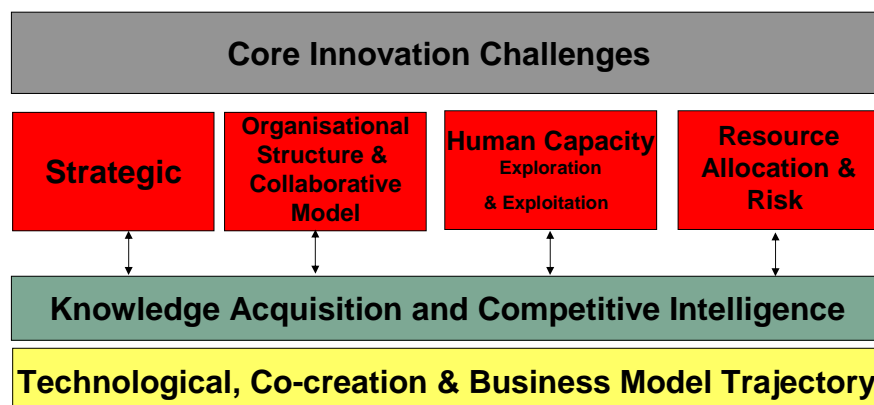 Core Innovation Challenges
Strategic
Organisational
Structure &
Collaborative
Model
Human Capacity
Exploration
& Exploitation
Resource
Allocation &
Risk
Knowledge Acquisition and Competitive Intelligence
Technological, Co-creation & Business Model Trajectory